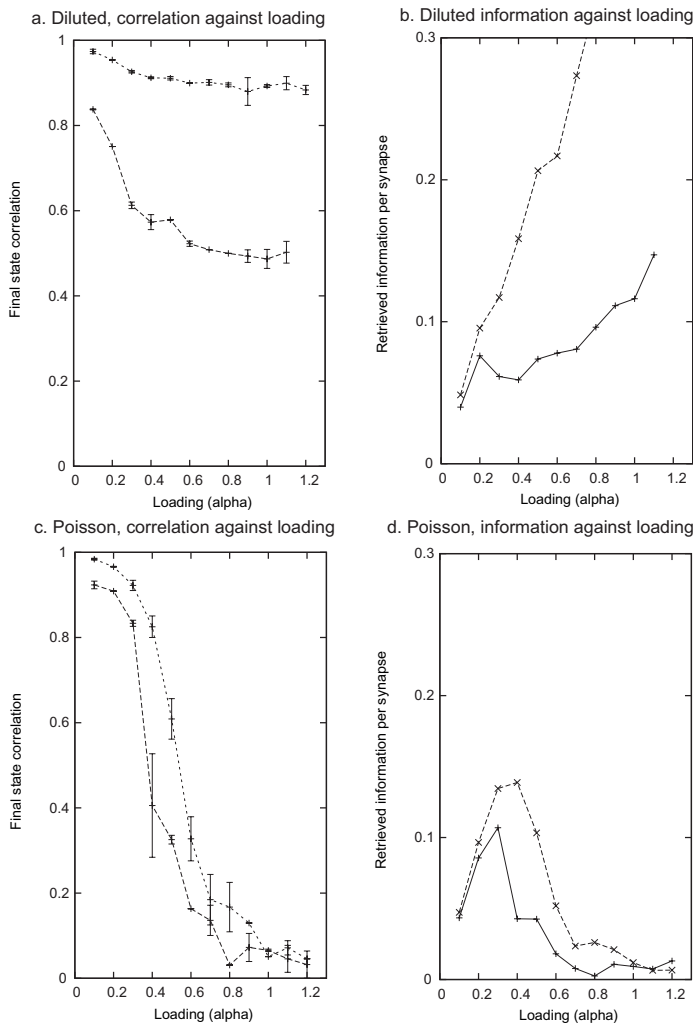 a. Diluted, correlation against loading
1
0.8
0.6
0.4
0.2
0
Final state correlation
0 0.2 0.4 0.6 0.8 1 1.2
Loading (alpha)
b. Diluted information against loading
0.3
0.2
0.1
0
Retrieved information per synapse
0 0.2 0.4 0.6 0.8 1.0 1.2
Loading (alpha)
c. Poisson, correlation against loading
1
0.8
0.6
0.4
0.2
0
Final state correlation
0 0.2 0.4 0.6 0.8 1.0 1.2
Loading (alpha)
d. Poisson, information against loading
0.3
0.2
0.1
0
Retrieved information per synapse
0 0.2 0.4 0.6 0.8 1.0 1.2
Loading (alpha)